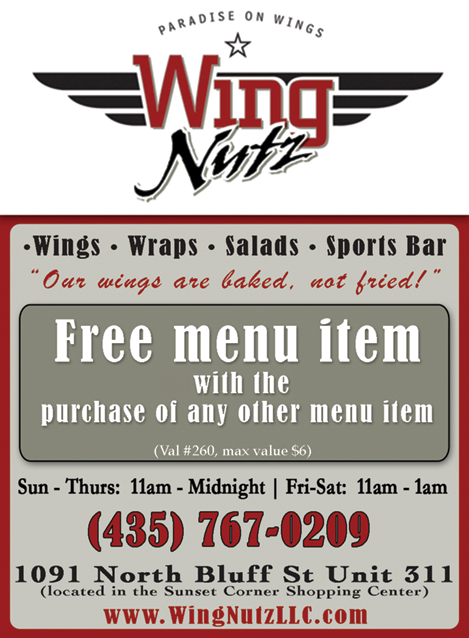 PARADISE ON WINGS
Wing
Nutz
•Wings • Wraps • Salads • Sports Bar
"Our wings are baked, not fried!"
Free menu item
with the
purchase of any other menu item
(Val #260, max value $6)
Sun - Thurs: 11am - Midnight | Fri-Sat: 11am - 1am
(435) 767-0209
1091 North Bluff St Unit 311
(located in the Sunset Corner Shopping Center)
www.WingNutzLLC.com